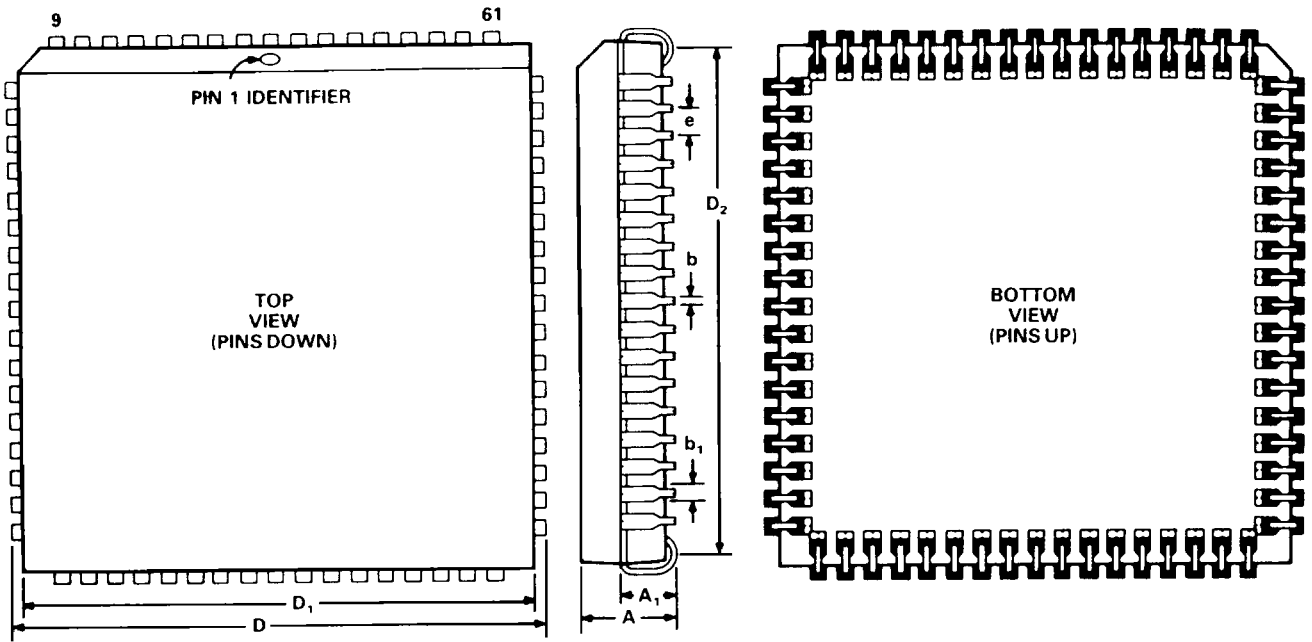 9
61
PIN 1 IDENTIFIER
TOP
VIEW
(PINS DOWN)
D₁
D
e
D₂
b
b₁
A₁
A
BOTTOM
VIEW
(PINS UP)